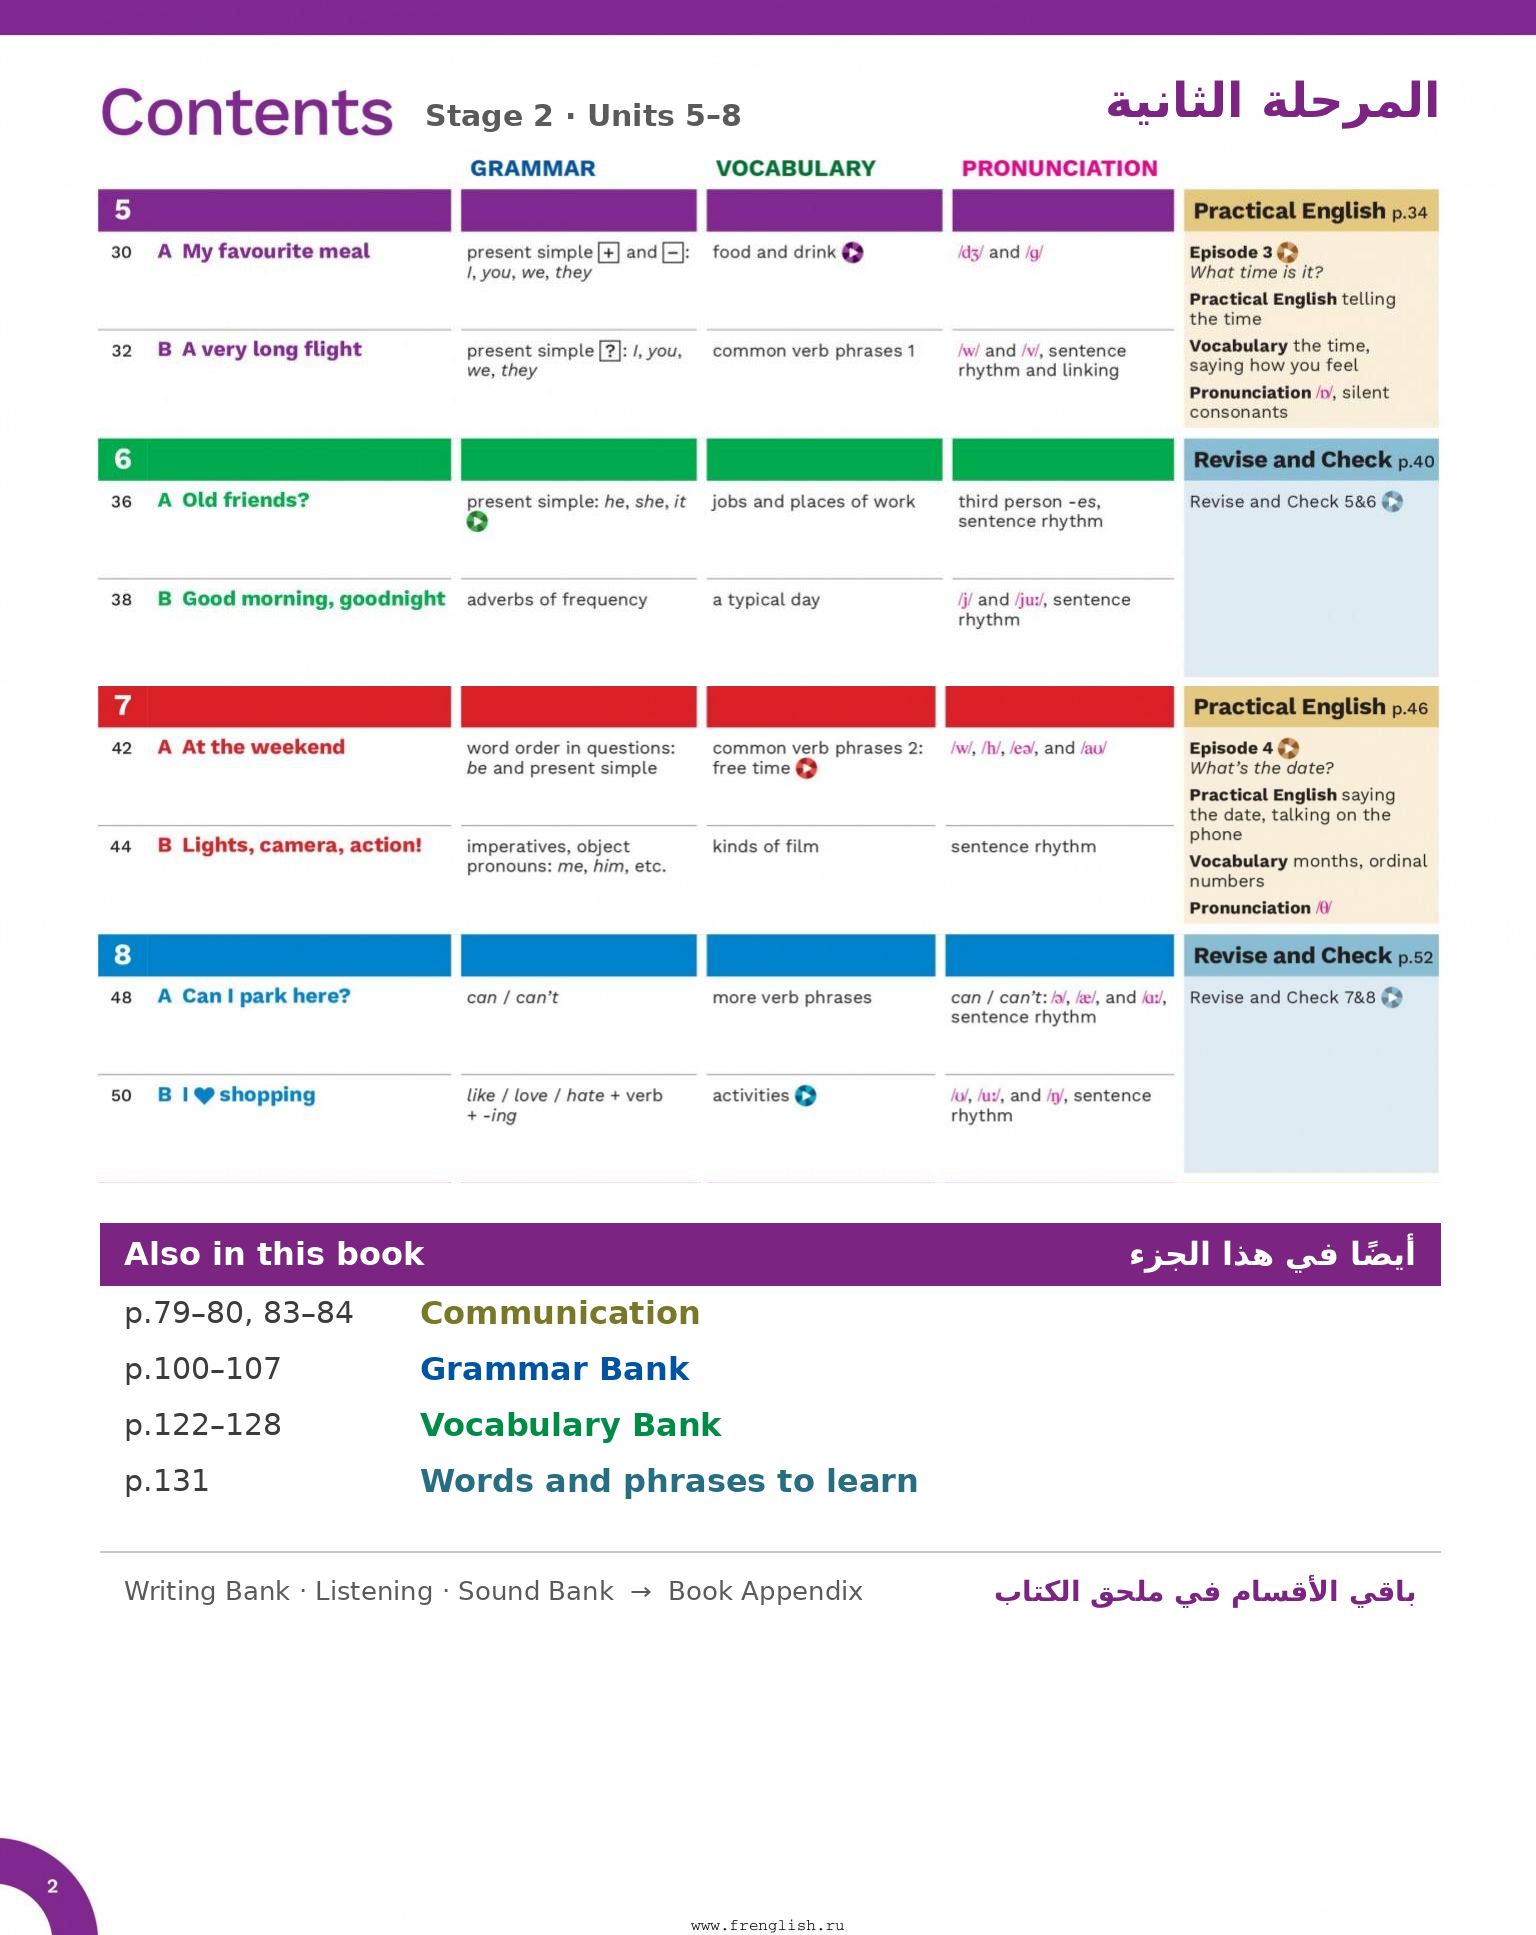 Contents Stage 2 · Units 5–8 المرحلة الثانية
GRAMMAR VOCABULARY PRONUNCIATION
5
30 A My favourite meal
present simple + and −:
I, you, we, they
food and drink
/dʒ/ and /g/
32 B A very long flight
present simple ?: I, you,
we, they
common verb phrases 1
/w/ and /v/, sentence
rhythm and linking
Practical English p.34
Episode 3
What time is it?
Practical English telling
the time
Vocabulary the time,
saying how you feel
Pronunciation /ɒ/, silent
consonants
6
36 A Old friends?
present simple: he, she, it
jobs and places of work
third person -es,
sentence rhythm
38 B Good morning, goodnight
adverbs of frequency
a typical day
/j/ and /juː/, sentence
rhythm
Revise and Check p.40
Revise and Check 5&6
7
42 A At the weekend
word order in questions:
be and present simple
common verb phrases 2:
free time
/w/, /h/, /eə/, and /aʊ/
44 B Lights, camera, action!
imperatives, object
pronouns: me, him, etc.
kinds of film
sentence rhythm
Practical English p.46
Episode 4
What's the date?
Practical English saying
the date, talking on the
phone
Vocabulary months, ordinal
numbers
Pronunciation /θ/
8
48 A Can I park here?
can / can't
more verb phrases
can / can't: /ə/, /æ/, and /ɑː/,
sentence rhythm
50 B I ♥ shopping
like / love / hate + verb
+ -ing
activities
/ʊ/, /uː/, and /ŋ/, sentence
rhythm
Revise and Check p.52
Revise and Check 7&8
Also in this book أيضًا في هذا الجزء
p.79–80, 83–84 Communication
p.100–107 Grammar Bank
p.122–128 Vocabulary Bank
p.131 Words and phrases to learn
Writing Bank · Listening · Sound Bank → Book Appendix باقي الأقسام في ملحق الكتاب
2
www.frenglish.ru